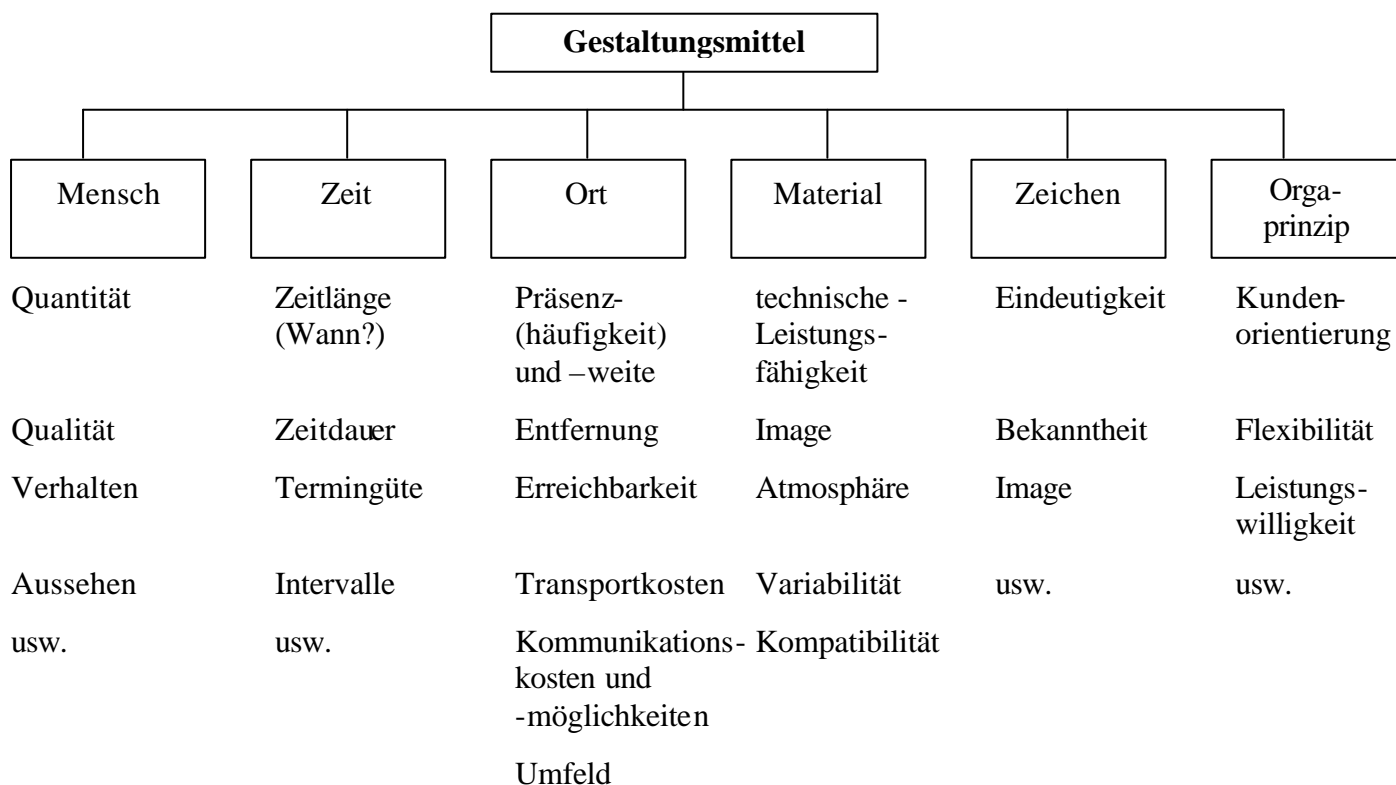 Gestaltungsmittel
Mensch
Zeit
Ort
Material
Zeichen
Orga-
prinzip
Quantität
Zeitlänge
(Wann?)
Präsenz-
(häufigkeit)
und –weite
technische -
Leistungs-
fähigkeit
Eindeutigkeit
Kunden-
orientierung
Qualität
Zeitdauer
Entfernung
Image
Bekanntheit
Flexibilität
Verhalten
Termingüte
Erreichbarkeit
Atmosphäre
Image
Leistungs-
willigkeit
Aussehen
Intervalle
Transportkosten
Variabilität
usw.
usw.
usw.
usw.
Kommunikations-
kosten und
-möglichkeiten
Kompatibilität
Umfeld